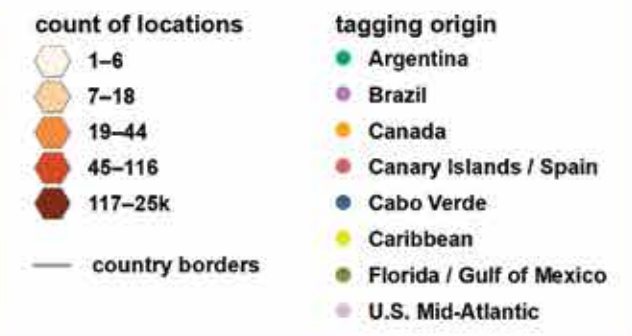 count of locations
1–6
7–18
19–44
45–116
117–25k
country borders
tagging origin
Argentina
Brazil
Canada
Canary Islands / Spain
Cabo Verde
Caribbean
Florida / Gulf of Mexico
U.S. Mid-Atlantic